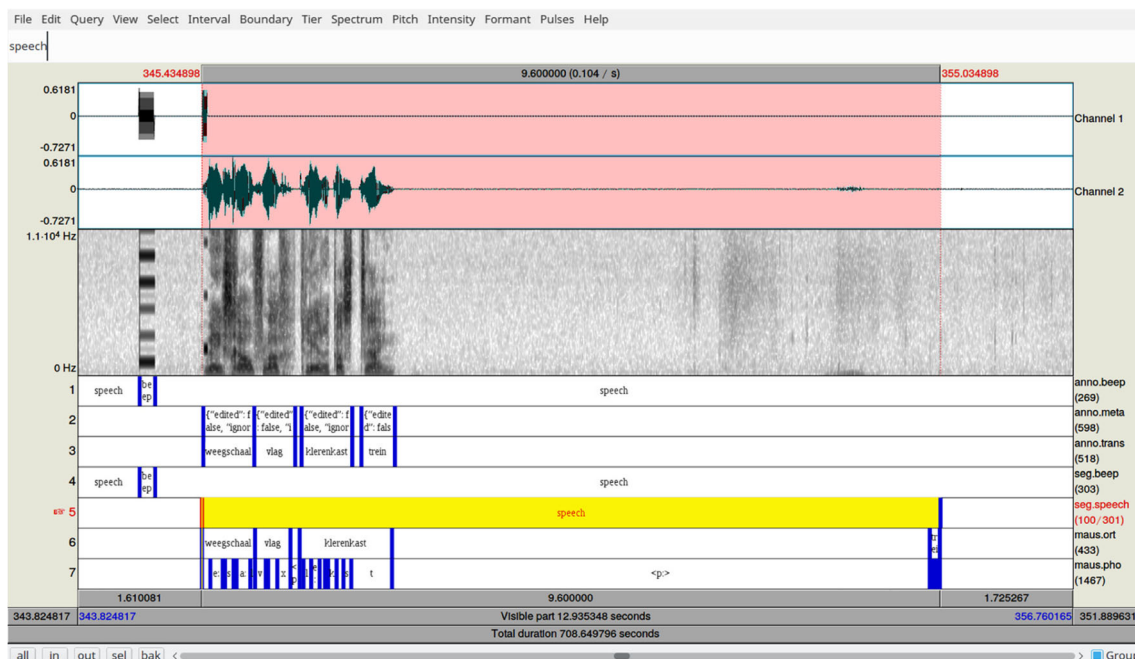 File Edit Query View Select Interval Boundary Tier Spectrum Pitch Intensity Formant Pulses Help
speech
345.434898 9.600000 (0.104 / s) 355.034898
0.6181
0
-0.7271
Channel 1
0.6181
0
-0.7271
Channel 2
1.1·10⁴ Hz
0 Hz
1 speech be ep speech anno.beep (269)
2 {"edited": f alse, "ignor {"edited" : false, "i {"edited": f alse, "ignor {"edite d": fals anno.meta (598)
3 weegschaal vlag klerenkast trein anno.trans (518)
4 speech be ep speech seg.beep (303)
5 speech seg.speech (100/301)
6 weegschaal vlag klerenkast maus.ort (433)
7 e: s a: v x l e: k s t <p:> maus.pho (1467)
1.610081 9.600000 1.725267
343.824817 343.824817 Visible part 12.935348 seconds 356.760165 351.889631
Total duration 708.649796 seconds
all in out sel bak < > Group